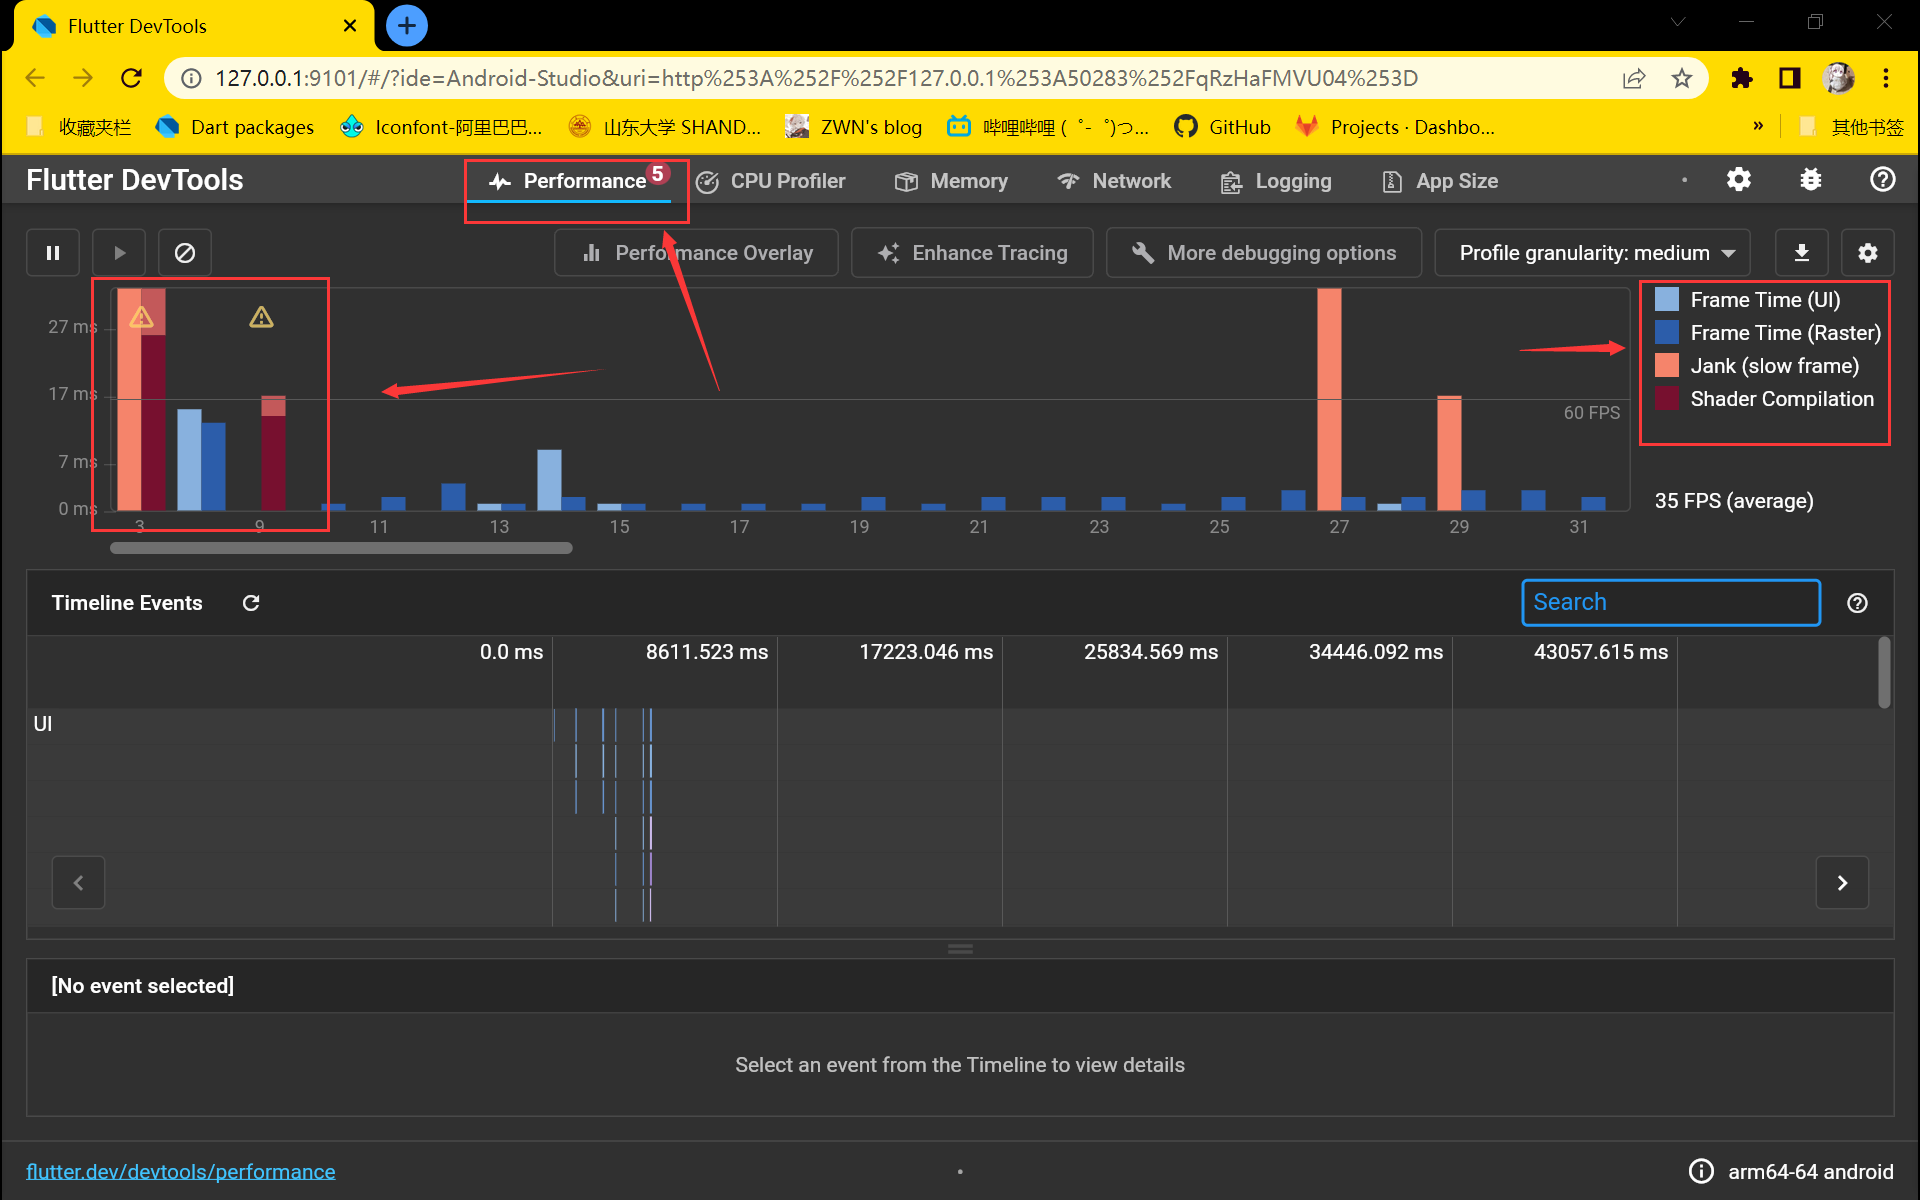 Flutter DevTools
127.0.0.1:9101/#/?ide=Android-Studio&uri=http%253A%252F%252F127.0.0.1%253A50283%252FqRzHaFMVU04%253D
收藏夹栏 Dart packages Iconfont-阿里巴巴... 山东大学 SHAND... ZWN's blog 哔哩哔哩 ( ゜- ゜)つ... GitHub Projects · Dashbo... » 其他书签
Flutter DevTools Performance 5 CPU Profiler Memory Network Logging App Size
Performance Overlay Enhance Tracing More debugging options Profile granularity: medium
27 ms
17 ms
7 ms
0 ms
60 FPS
3 9 11 13 15 17 19 21 23 25 27 29 31
Frame Time (UI)
Frame Time (Raster)
Jank (slow frame)
Shader Compilation
35 FPS (average)
Timeline Events Search
0.0 ms 8611.523 ms 17223.046 ms 25834.569 ms 34446.092 ms 43057.615 ms
UI
[No event selected]
Select an event from the Timeline to view details
flutter.dev/devtools/performance arm64-64 android